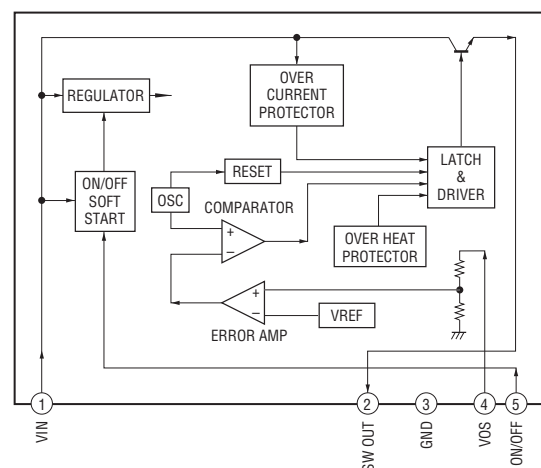 OVER
CURRENT
PROTECTOR
REGULATOR
ON/OFF
SOFT
START
OSC
RESET
LATCH
&
DRIVER
COMPARATOR
+
−
OVER HEAT
PROTECTOR
+
−
VREF
ERROR AMP
1
2
3
4
5
VIN
SW OUT
GND
VOS
ON/OFF